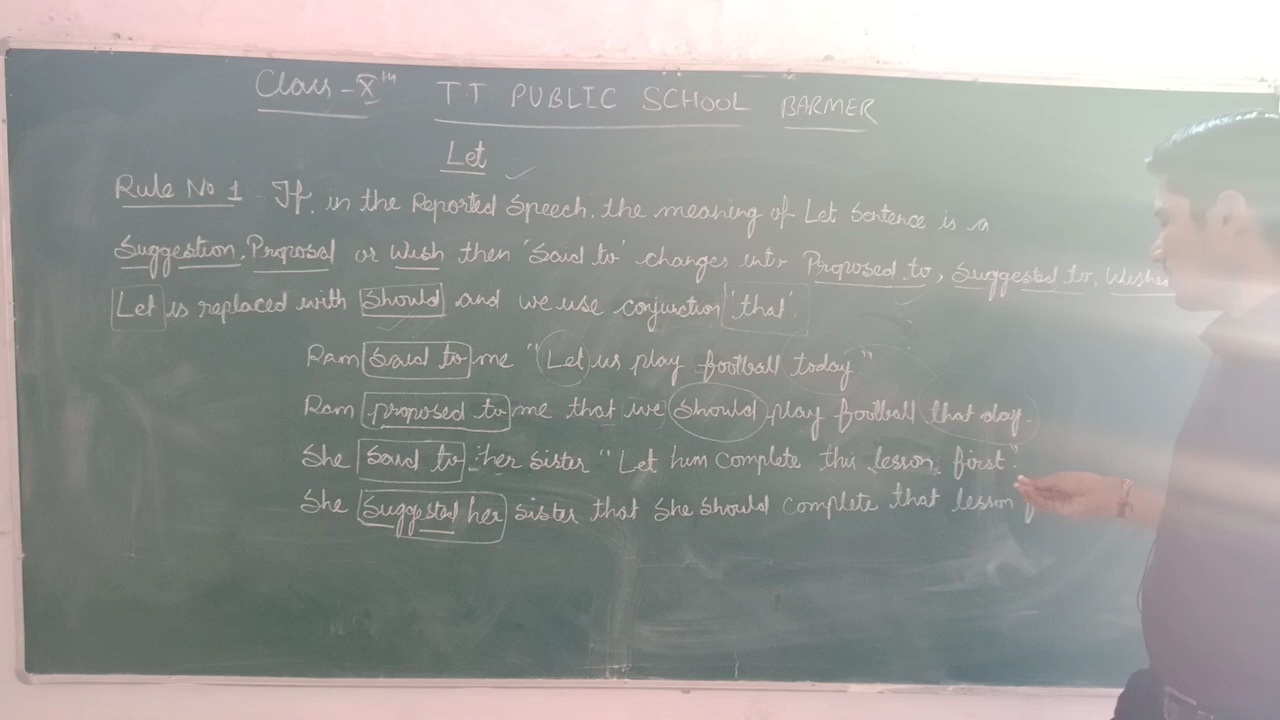 Class - Xth TT PUBLIC SCHOOL BARMER
Let
Rule No 1 If, in the Reported Speech, the meaning of Let Sentence is a
Suggestion, Proposal or Wish then 'Said to' changes into Proposed to, Suggested to, Wished
Let is replaced with Should and we use conjunction 'that'.
Ram Said to me "Let us play football today"
Ram proposed to me that we Should play football that day.
She Said to her sister "Let him complete this lesson first".
She Suggested her sister that She Should complete that lesson